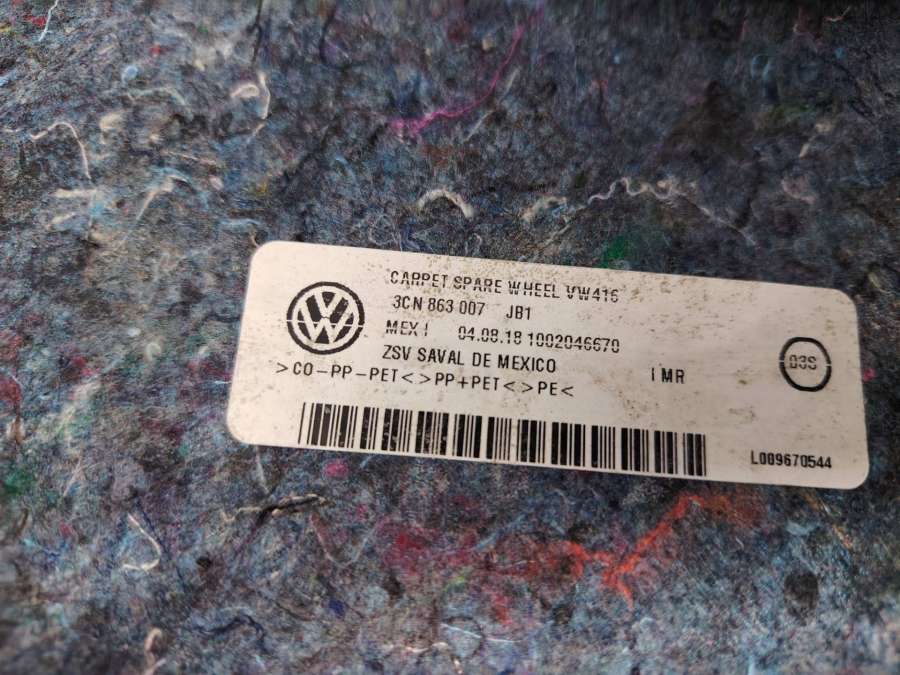 CARPET SPARE WHEEL VW416
3CN 863 007 JB1
MEX I 04.08.18 1002046670
ZSV SAVAL DE MEXICO
>CO-PP-PET<>PP+PET<>PE<
IMR
03S
L009670544